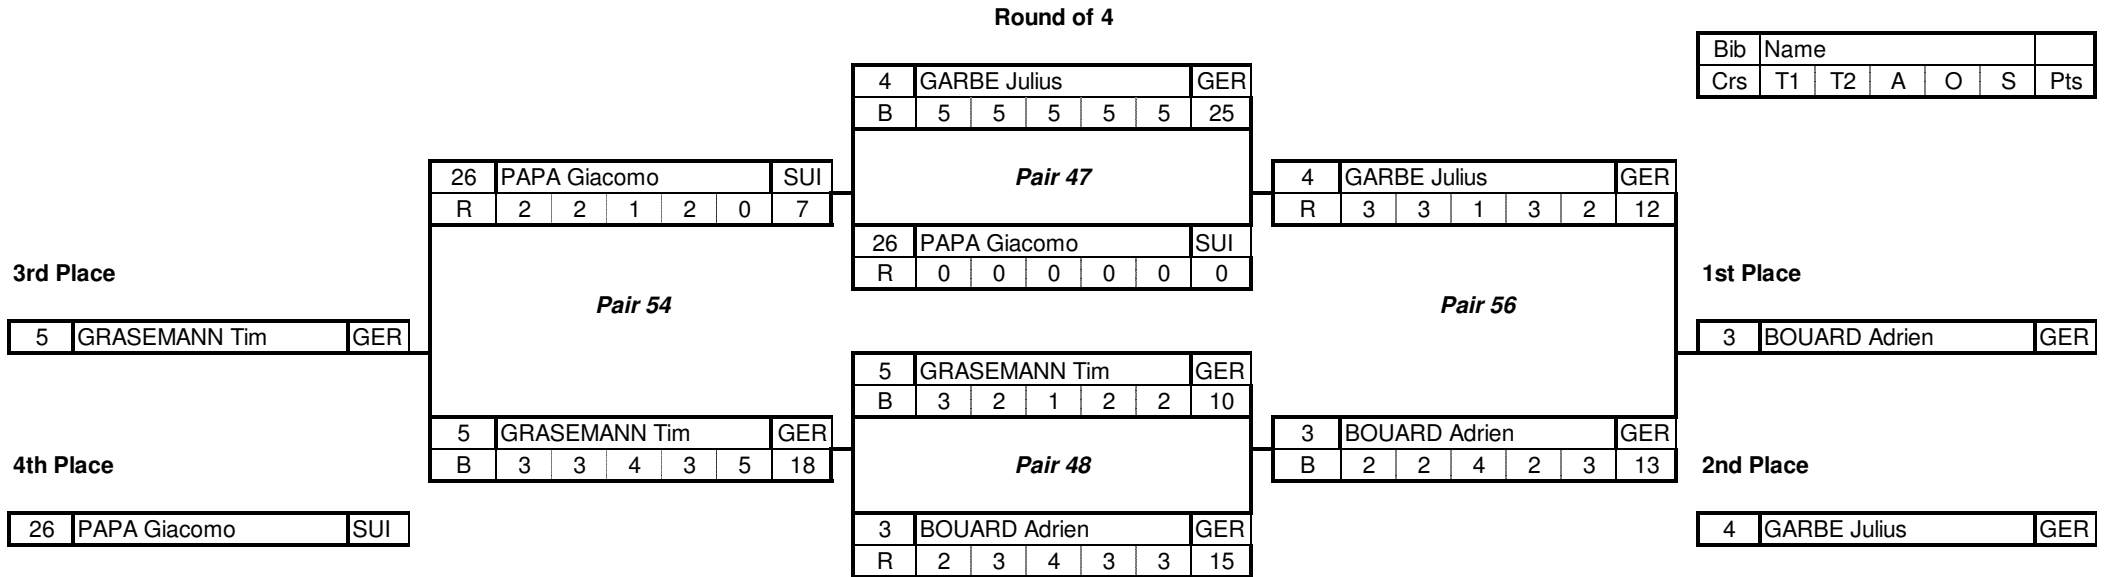 Round of 4
Bib Name
Crs T1 T2 A O S Pts
4 GARBE Julius GER
B 5 5 5 5 5 25
Pair 47
26 PAPA Giacomo SUI
R 0 0 0 0 0 0
26 PAPA Giacomo SUI
R 2 2 1 2 0 7
Pair 54
5 GRASEMANN Tim GER
B 3 3 4 3 5 18
3rd Place
5 GRASEMANN Tim GER
4th Place
26 PAPA Giacomo SUI
5 GRASEMANN Tim GER
B 3 2 1 2 2 10
Pair 48
3 BOUARD Adrien GER
R 2 3 4 3 3 15
4 GARBE Julius GER
R 3 3 1 3 2 12
Pair 56
3 BOUARD Adrien GER
B 2 2 4 2 3 13
1st Place
3 BOUARD Adrien GER
2nd Place
4 GARBE Julius GER